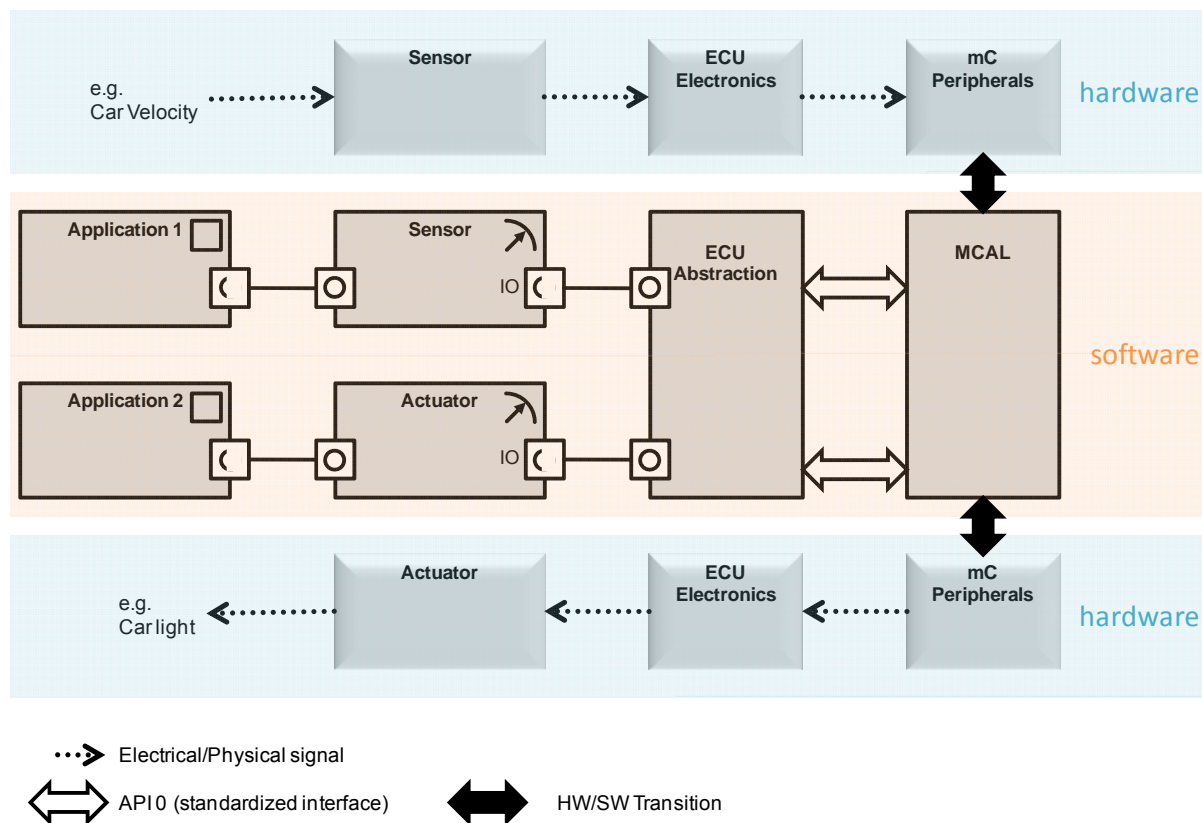 Sensor
ECU
Electronics
mC
Peripherals
e.g.
Car Velocity
hardware
Application 1
Sensor
IO
ECU
Abstraction
MCAL
software
Application 2
Actuator
IO
Actuator
ECU
Electronics
mC
Peripherals
e.g.
Car light
hardware
Electrical/Physical signal
API 0 (standardized interface)
HW/SW Transition